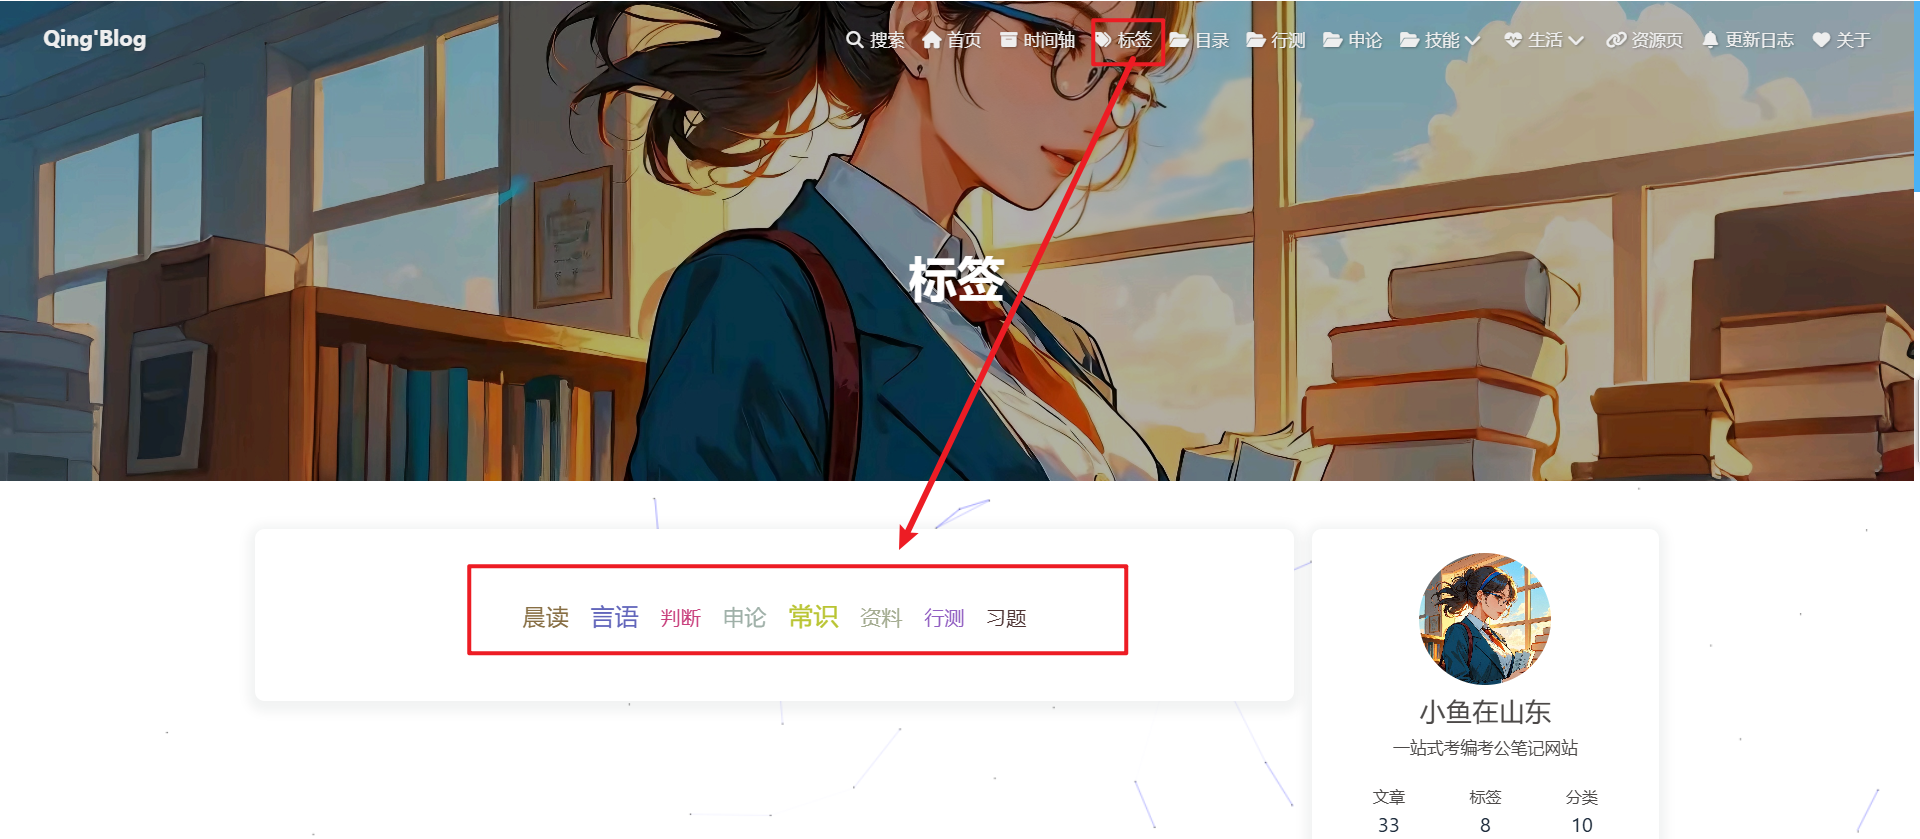 Qing'Blog 搜索 首页 时间轴 标签 目录 行测 申论 技能 生活 资源页 更新日志 关于
标签
晨读 言语 判断 申论 常识 资料 行测 习题
小鱼在山东
一站式考编考公笔记网站
文章 标签 分类
33 8 10